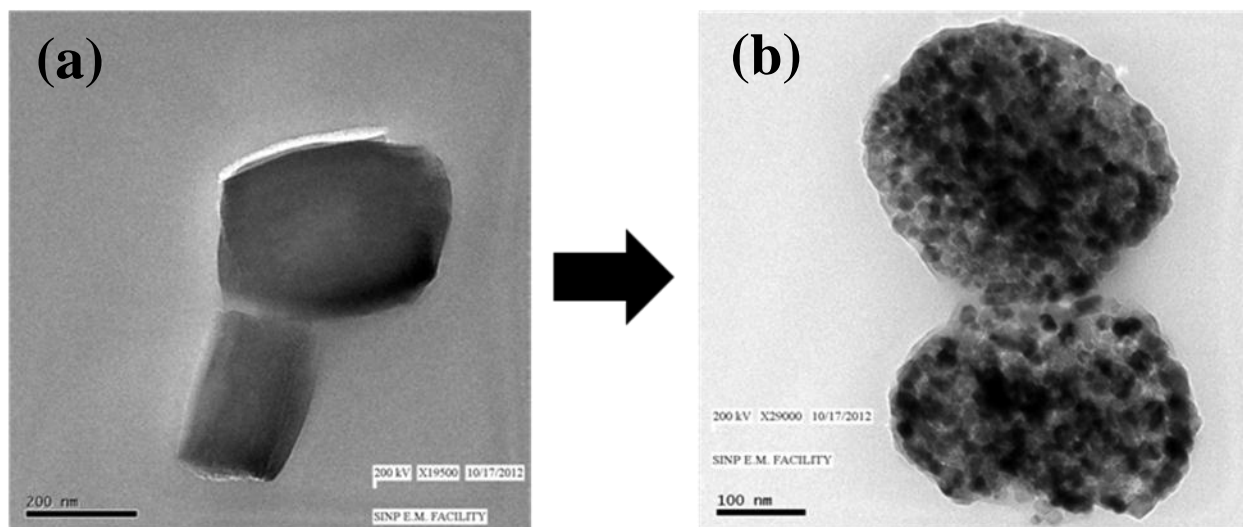 (a)
200 kV X19500 10/17/2012
200 nm
SINP E.M. FACILITY
(b)
200 kV X29000 10/17/2012
SINP E.M. FACILITY
100 nm